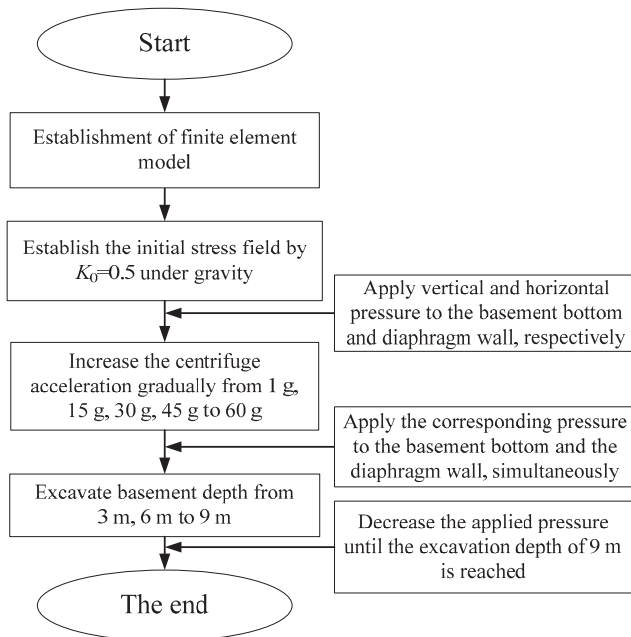 Start
Establishment of finite element
model
Establish the initial stress field by
K0=0.5 under gravity
Apply vertical and horizontal
pressure to the basement bottom
and diaphragm wall, respectively
Increase the centrifuge
acceleration gradually from 1 g,
15 g, 30 g, 45 g to 60 g
Apply the corresponding pressure
to the basement bottom and the
diaphragm wall, simultaneously
Excavate basement depth from
3 m, 6 m to 9 m
Decrease the applied pressure
until the excavation depth of 9 m
is reached
The end